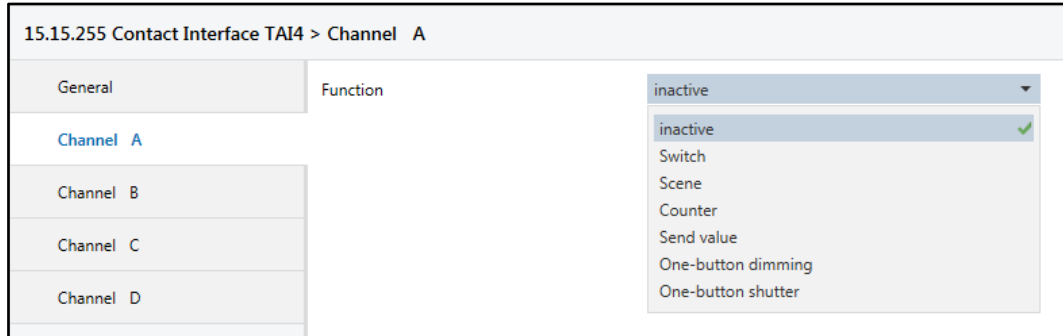 15.15.255 Contact Interface TAI4 > Channel A
General
Channel A
Channel B
Channel C
Channel D
Function
inactive
inactive
Switch
Scene
Counter
Send value
One-button dimming
One-button shutter